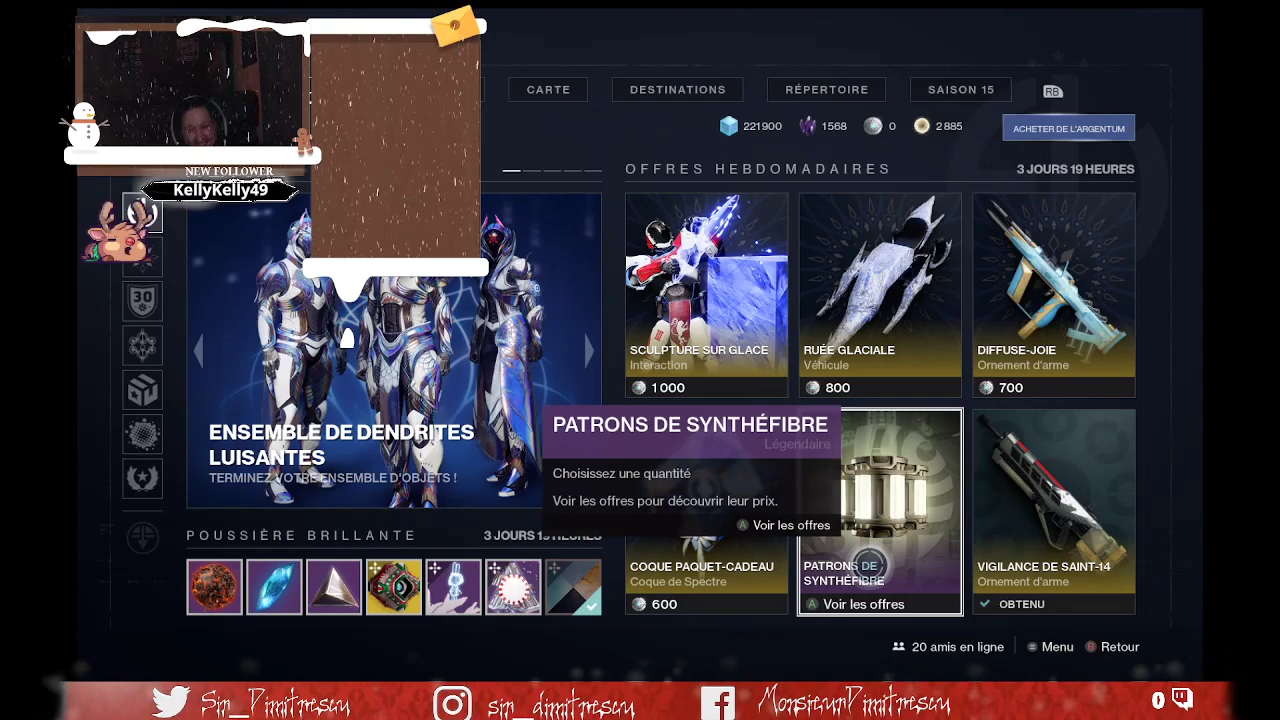 CARTE
DESTINATIONS
RÉPERTOIRE
SAISON 15
RB
221900
1568
0
2 885
ACHETER DE L'ARGENTUM
NEW FOLLOWER
KellyKelly49
30
OFFRES HEBDOMADAIRES
3 JOURS 19 HEURES
SCULPTURE SUR GLACE
Interaction
1 000
RUÉE GLACIALE
Véhicule
800
DIFFUSE-JOIE
Ornement d'arme
700
ENSEMBLE DE DENDRITES
LUISANTES
TERMINEZ VOTRE ENSEMBLE D'OBJETS !
PATRONS DE SYNTHÉFIBRE
Légendaire
Choisissez une quantité
Voir les offres pour découvrir leur prix.
A Voir les offres
POUSSIÈRE BRILLANTE
3 JOURS 19 HEURES
COQUE PAQUET-CADEAU
Coque de Spectre
600
PATRONS DE
SYNTHÉFIBRE
A Voir les offres
VIGILANCE DE SAINT-14
Ornement d'arme
OBTENU
20 amis en ligne
Menu
B Retour
Sin_Dimitrescu
sin_dimitrescu
MonsieurDimitrescu
0